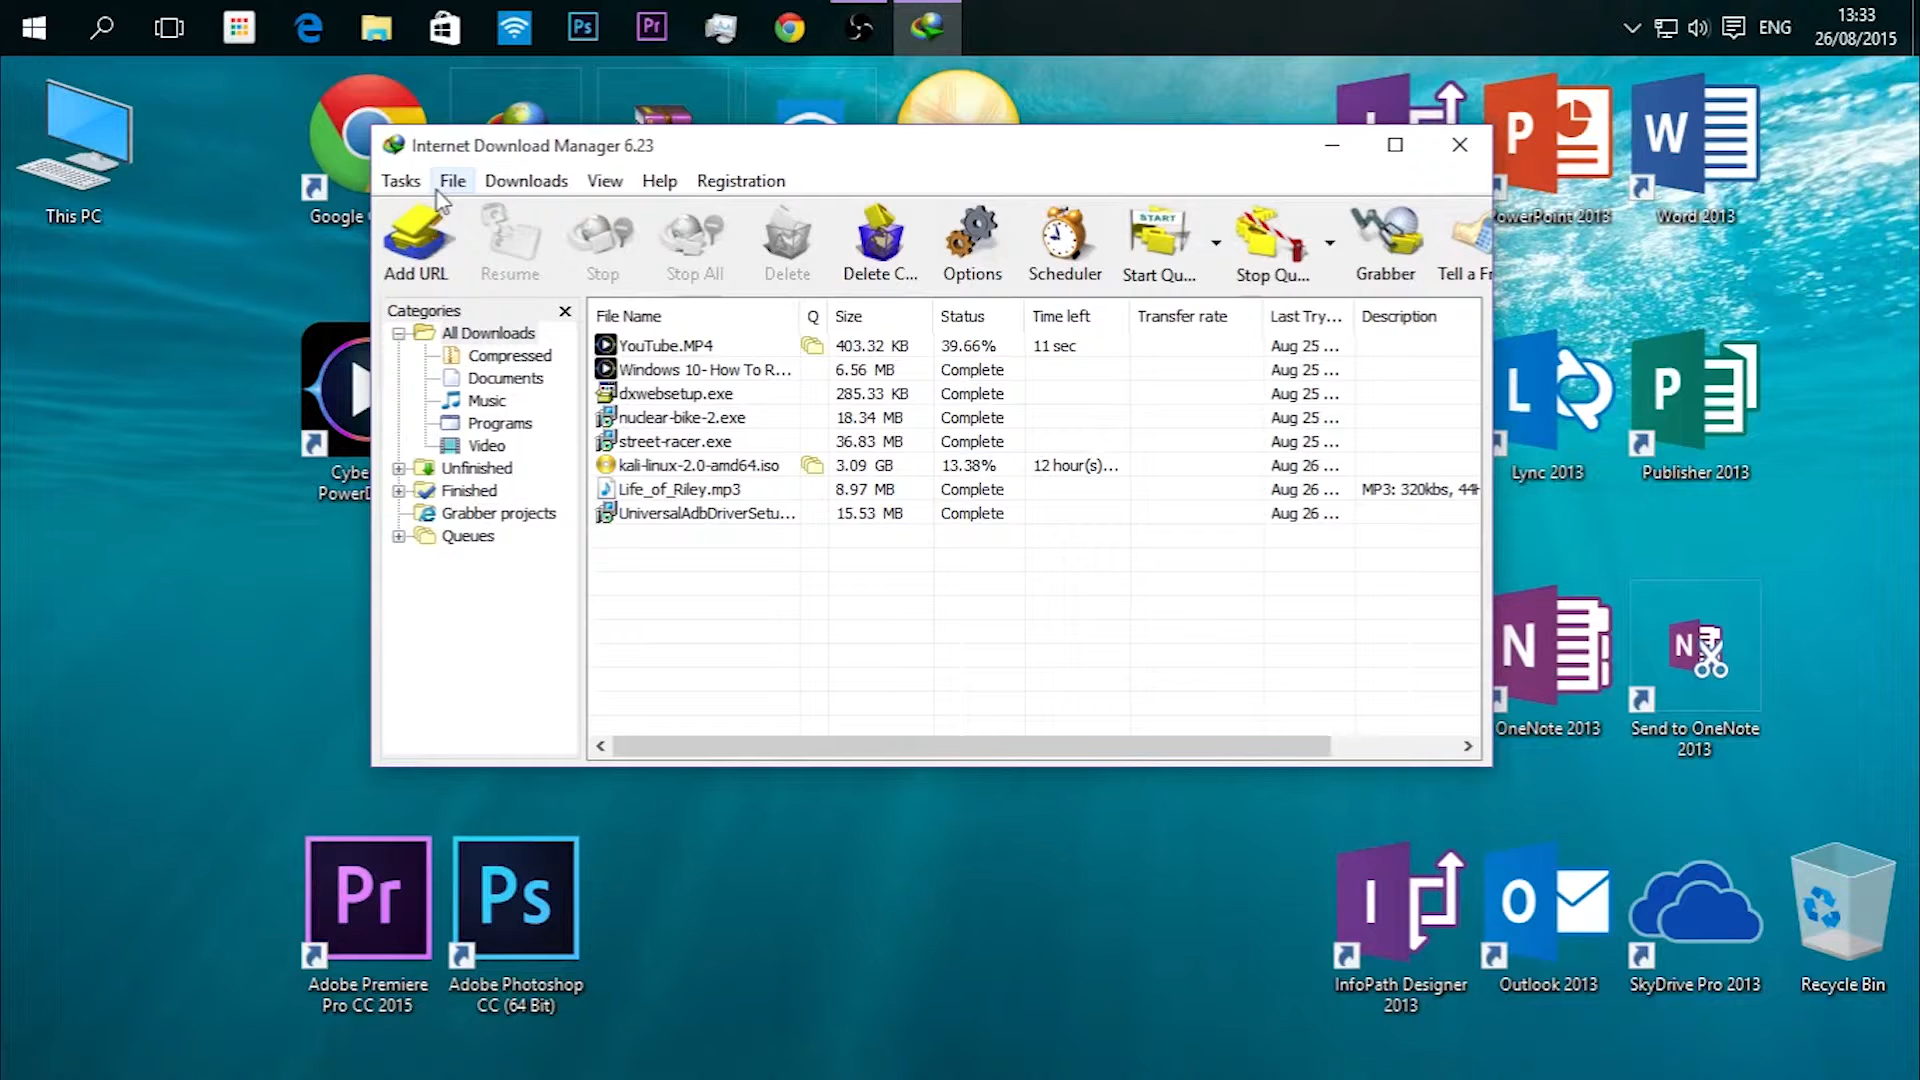 Ps
Pr
ENG
13:33
26/08/2015
This PC
Google
Cybe
PowerD
Internet Download Manager 6.23
Tasks File Downloads View Help Registration
Add URL
Resume
Stop
Stop All
Delete
Delete C...
Options
Scheduler
START
Start Qu...
Stop Qu...
Grabber
Tell a Fr
Categories
All Downloads
Compressed
Documents
Music
Programs
Video
Unfinished
Finished
Grabber projects
Queues
File Name Q Size Status Time left Transfer rate Last Try... Description
YouTube.MP4 403.32 KB 39.66% 11 sec Aug 25 ...
Windows 10- How To R... 6.56 MB Complete Aug 25 ...
dxwebsetup.exe 285.33 KB Complete Aug 25 ...
nuclear-bike-2.exe 18.34 MB Complete Aug 25 ...
street-racer.exe 36.83 MB Complete Aug 25 ...
kali-linux-2.0-amd64.iso 3.09 GB 13.38% 12 hour(s)... Aug 26 ...
Life_of_Riley.mp3 8.97 MB Complete Aug 26 ... MP3: 320kbs, 44
UniversalAdbDriverSetu... 15.53 MB Complete Aug 26 ...
P
W
PowerPoint 2013
Word 2013
L
P
Lync 2013
Publisher 2013
N
N
OneNote 2013
Send to OneNote
2013
Pr
Ps
Adobe Premiere
Pro CC 2015
Adobe Photoshop
CC (64 Bit)
I
O
InfoPath Designer
2013
Outlook 2013
SkyDrive Pro 2013
Recycle Bin